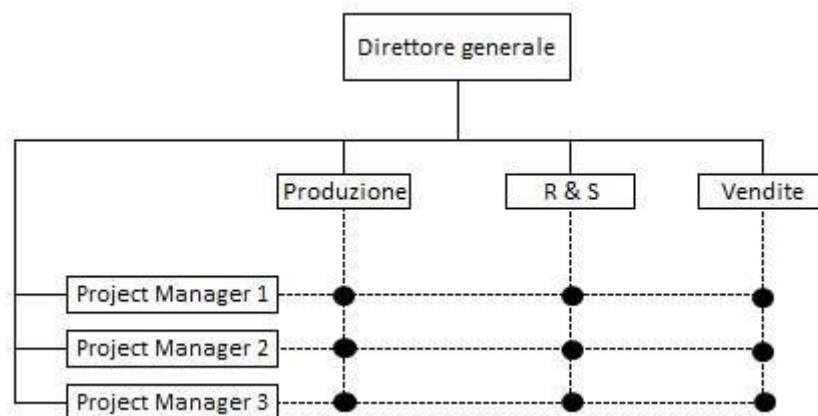 Direttore generale
Produzione
R & S
Vendite
Project Manager 1
Project Manager 2
Project Manager 3